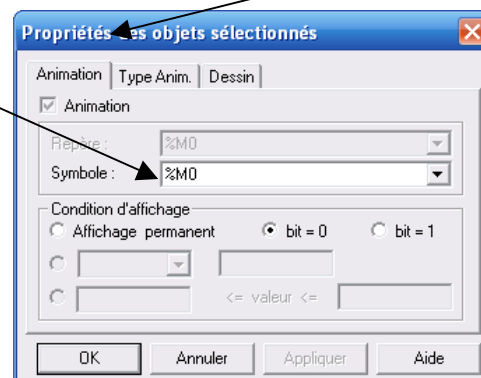 Propriétés des objets sélectionnés
Animation Type Anim. Dessin
Animation
Repère : %M0
Symbole : %M0
Condition d'affichage
Affichage permanent bit = 0 bit = 1
<= valeur <=
OK Annuler Appliquer Aide